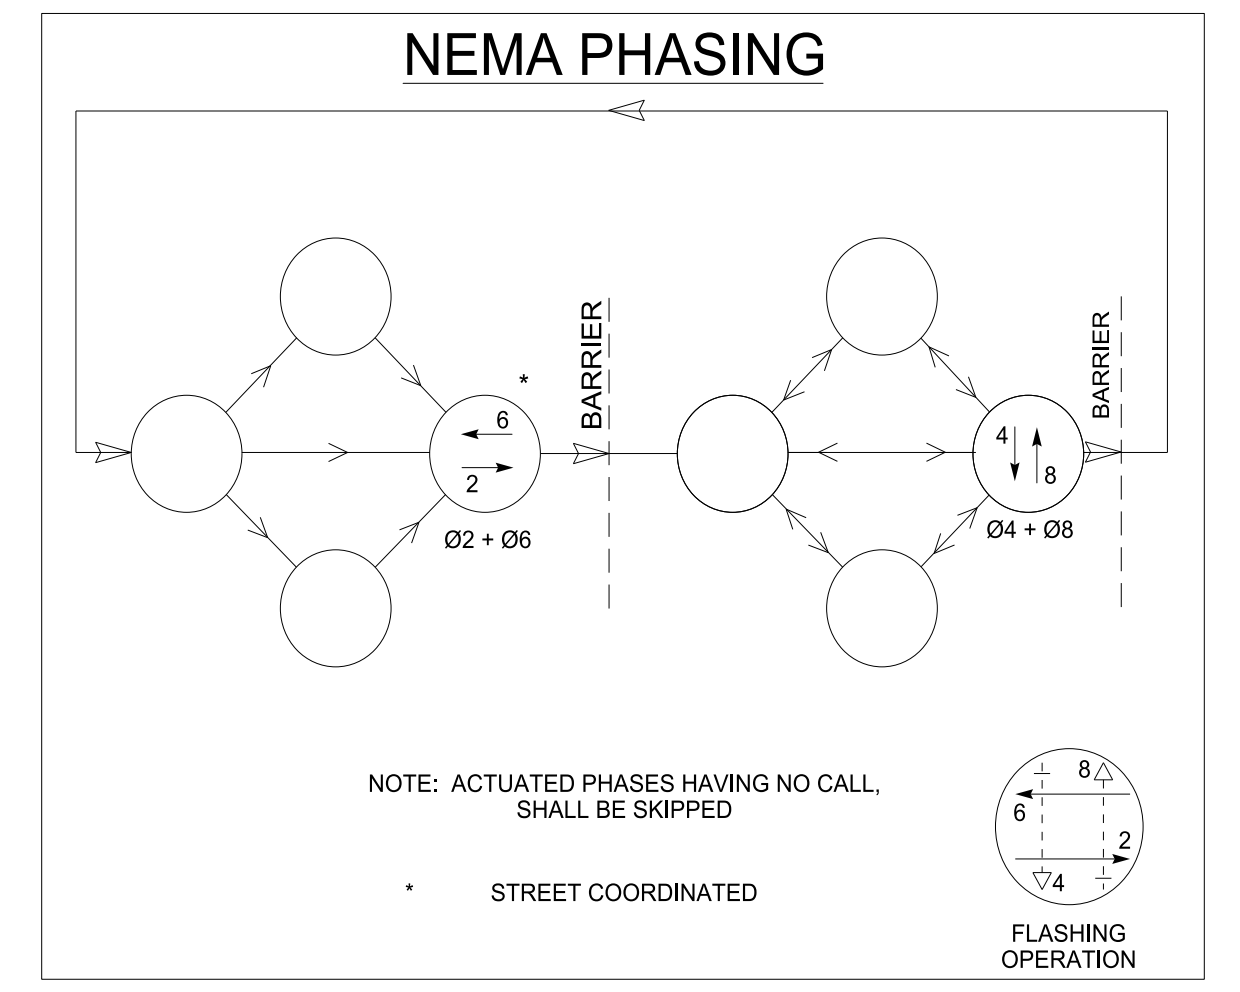 NEMA PHASING
BARRIER
BARRIER
*
6
2
Ø2 + Ø6
4
8
Ø4 + Ø8
NOTE: ACTUATED PHASES HAVING NO CALL,
SHALL BE SKIPPED
* STREET COORDINATED
8
6
2
4
FLASHING
OPERATION